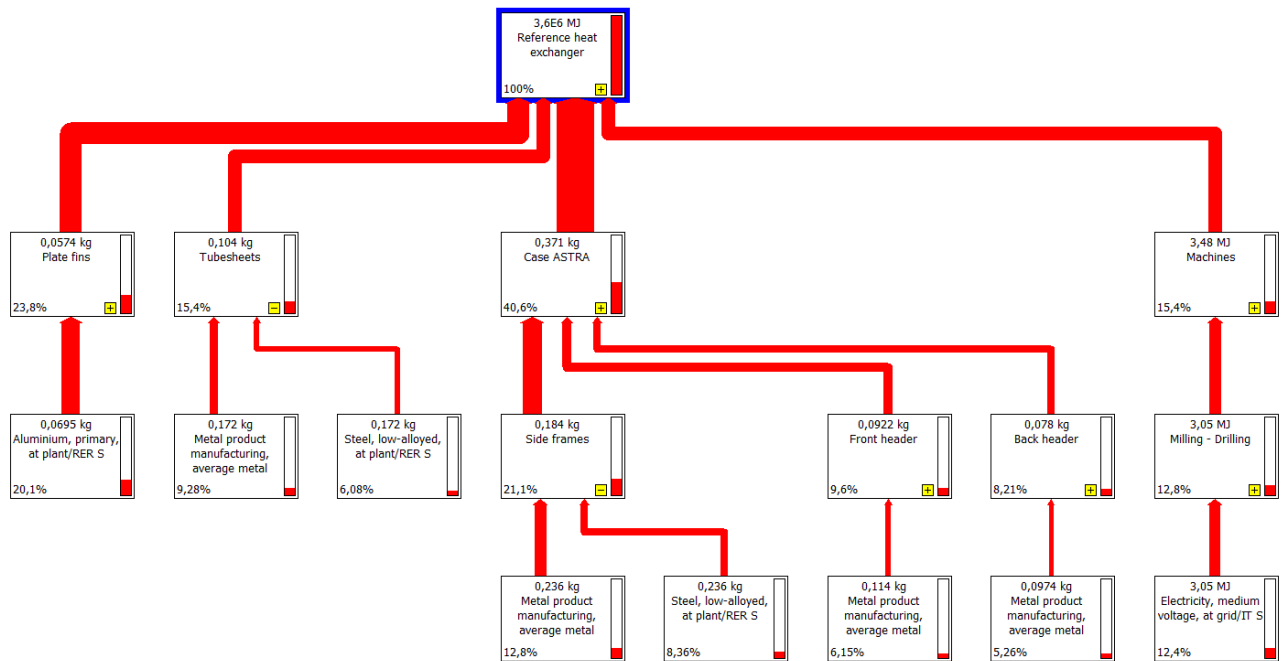 3,6E6 MJ
Reference heat
exchanger
100%
+
0,0574 kg
Plate fins
23,8%
+
0,104 kg
Tubesheets
15,4%
−
0,371 kg
Case ASTRA
40,6%
+
3,48 MJ
Machines
15,4%
+
0,0695 kg
Aluminium, primary,
at plant/RER S
20,1%
0,172 kg
Metal product
manufacturing,
average metal
9,28%
0,172 kg
Steel, low-alloyed,
at plant/RER S
6,08%
0,184 kg
Side frames
21,1%
−
0,0922 kg
Front header
9,6%
+
0,078 kg
Back header
8,21%
+
3,05 MJ
Milling - Drilling
12,8%
+
0,236 kg
Metal product
manufacturing,
average metal
12,8%
0,236 kg
Steel, low-alloyed,
at plant/RER S
8,36%
0,114 kg
Metal product
manufacturing,
average metal
6,15%
0,0974 kg
Metal product
manufacturing,
average metal
5,26%
3,05 MJ
Electricity, medium
voltage, at grid/IT S
12,4%